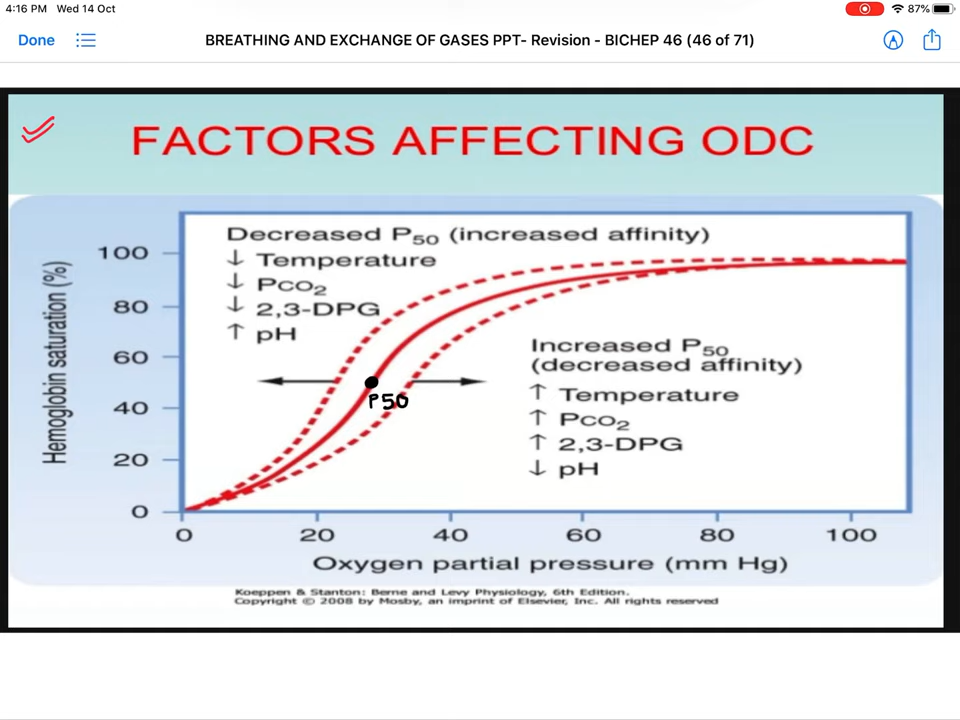 4:16 PM Wed 14 Oct
87%
Done
BREATHING AND EXCHANGE OF GASES PPT- Revision - BICHEP 46 (46 of 71)
FACTORS AFFECTING ODC
Decreased P50 (increased affinity)
↓ Temperature
↓ PCO2
↓ 2,3-DPG
↑ pH
Increased P50
(decreased affinity)
↑ Temperature
↑ PCO2
↑ 2,3-DPG
↓ pH
P50
Hemoglobin saturation (%)
100
80
60
40
20
0
0 20 40 60 80 100
Oxygen partial pressure (mm Hg)
Koeppen & Stanton: Berne and Levy Physiology, 6th Edition.
Copyright © 2008 by Mosby, an imprint of Elsevier, Inc. All rights reserved